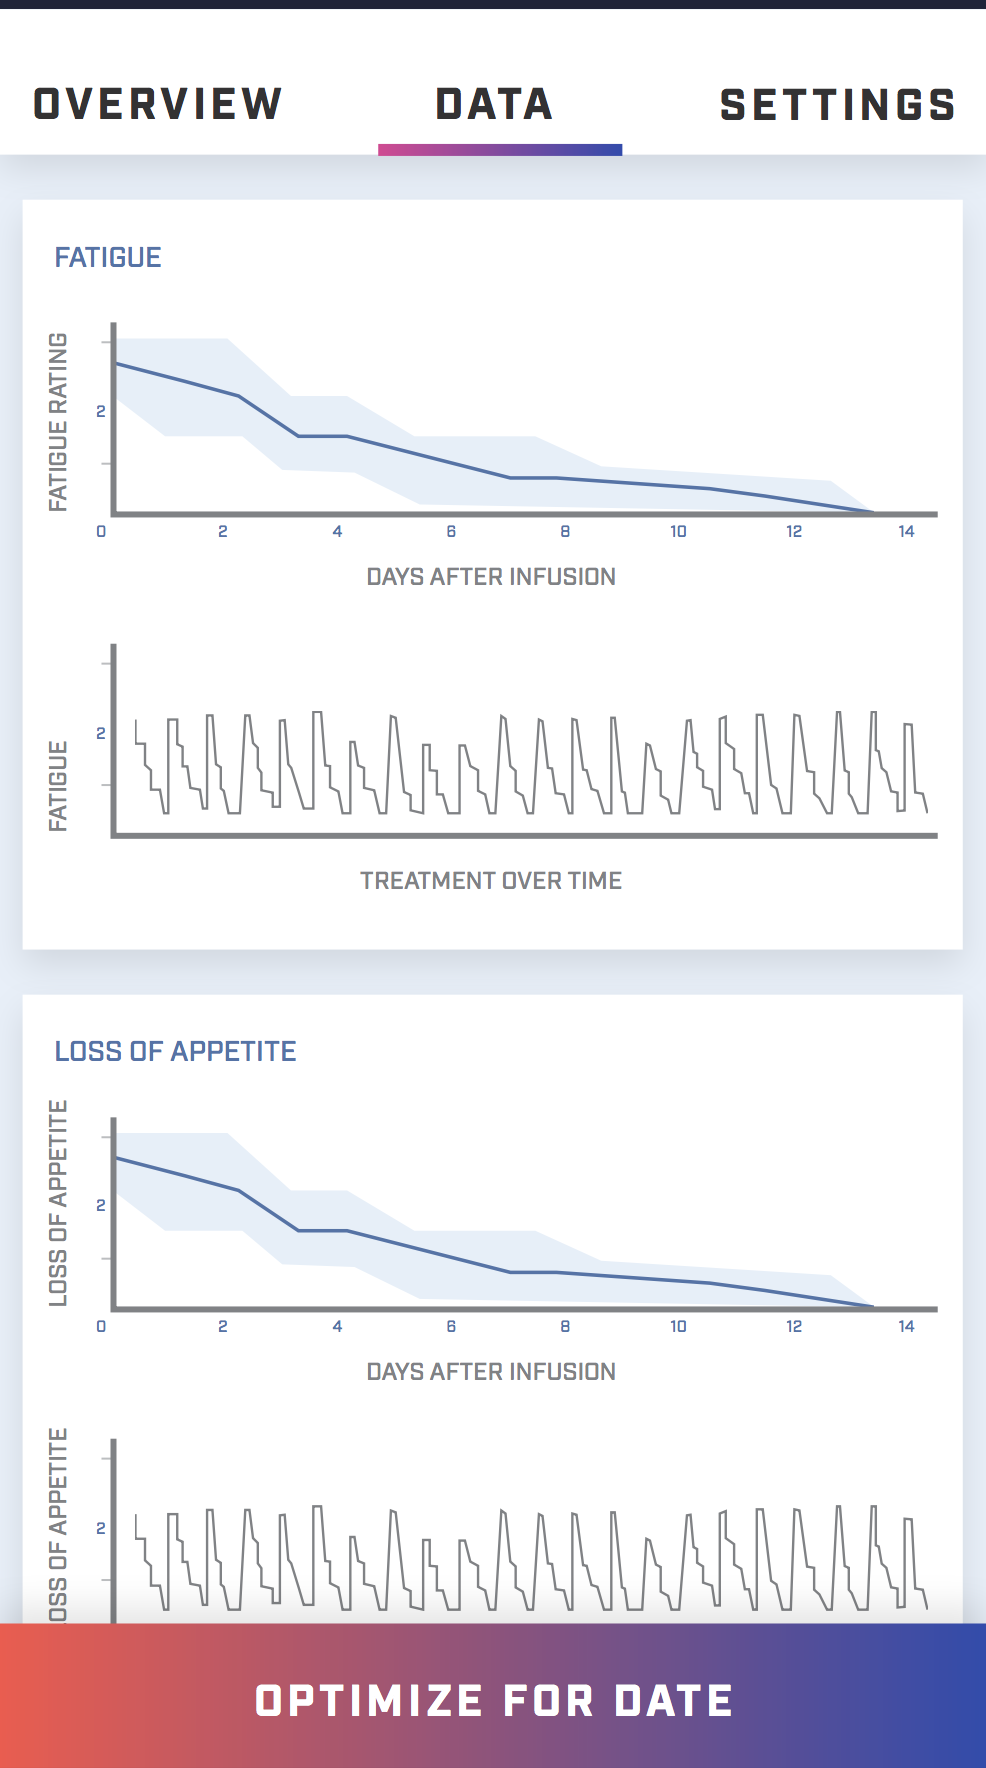 OVERVIEW DATA SETTINGS
FATIGUE
FATIGUE RATING
2
0 2 4 6 8 10 12 14
DAYS AFTER INFUSION
FATIGUE
2
TREATMENT OVER TIME
LOSS OF APPETITE
LOSS OF APPETITE
2
0 2 4 6 8 10 12 14
DAYS AFTER INFUSION
LOSS OF APPETITE
2
OPTIMIZE FOR DATE